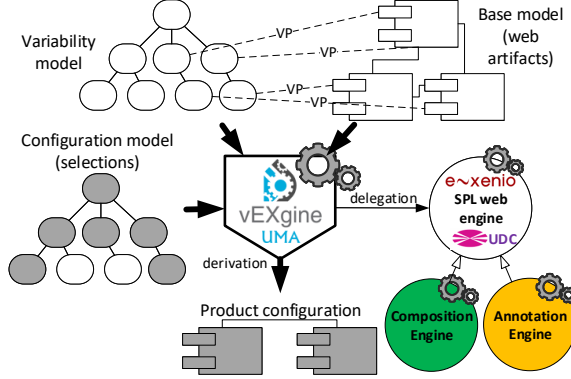 Variability
model
VP
VP
VP
VP
Base model
(web
artifacts)
Configuration model
(selections)
vEXgine
UMA
delegation
e~xenio
SPL web
engine
UDC
derivation
Product configuration
Composition
Engine
Annotation
Engine